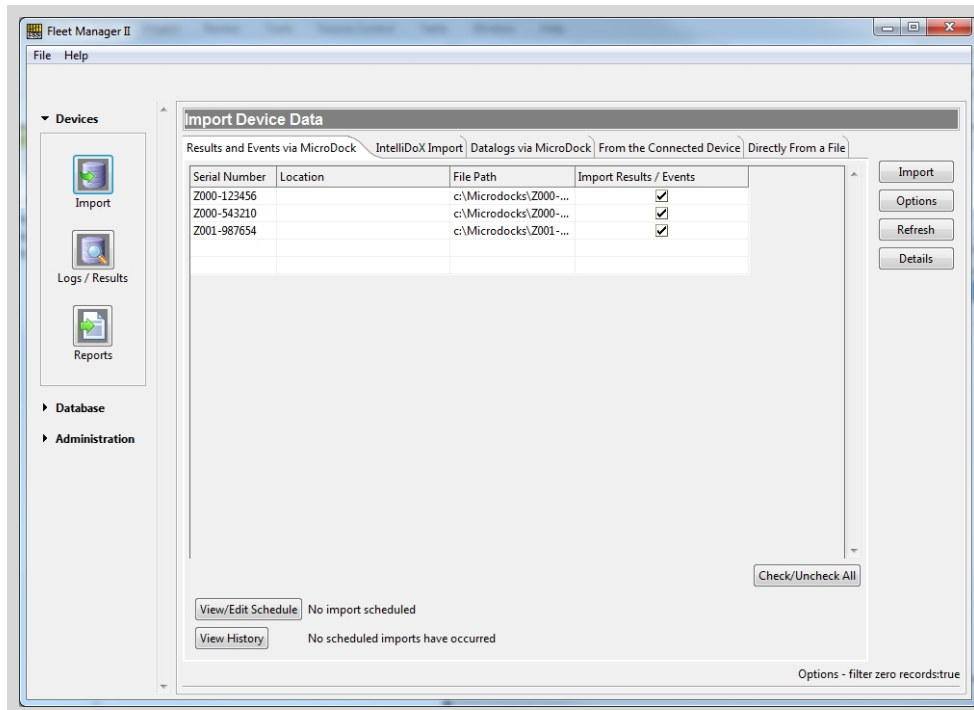 Fleet Manager II
File Help
Devices
Import
Logs / Results
Reports
Database
Administration
Import Device Data
Results and Events via MicroDock IntelliDoX Import Datalogs via MicroDock From the Connected Device Directly From a File
Serial Number Location File Path Import Results / Events
Z000-123456 c:\Microdocks\Z000-...
Z000-543210 c:\Microdocks\Z000-...
Z001-987654 c:\Microdocks\Z001-...
Import
Options
Refresh
Details
Check/Uncheck All
View/Edit Schedule No import scheduled
View History No scheduled imports have occurred
Options - filter zero records:true